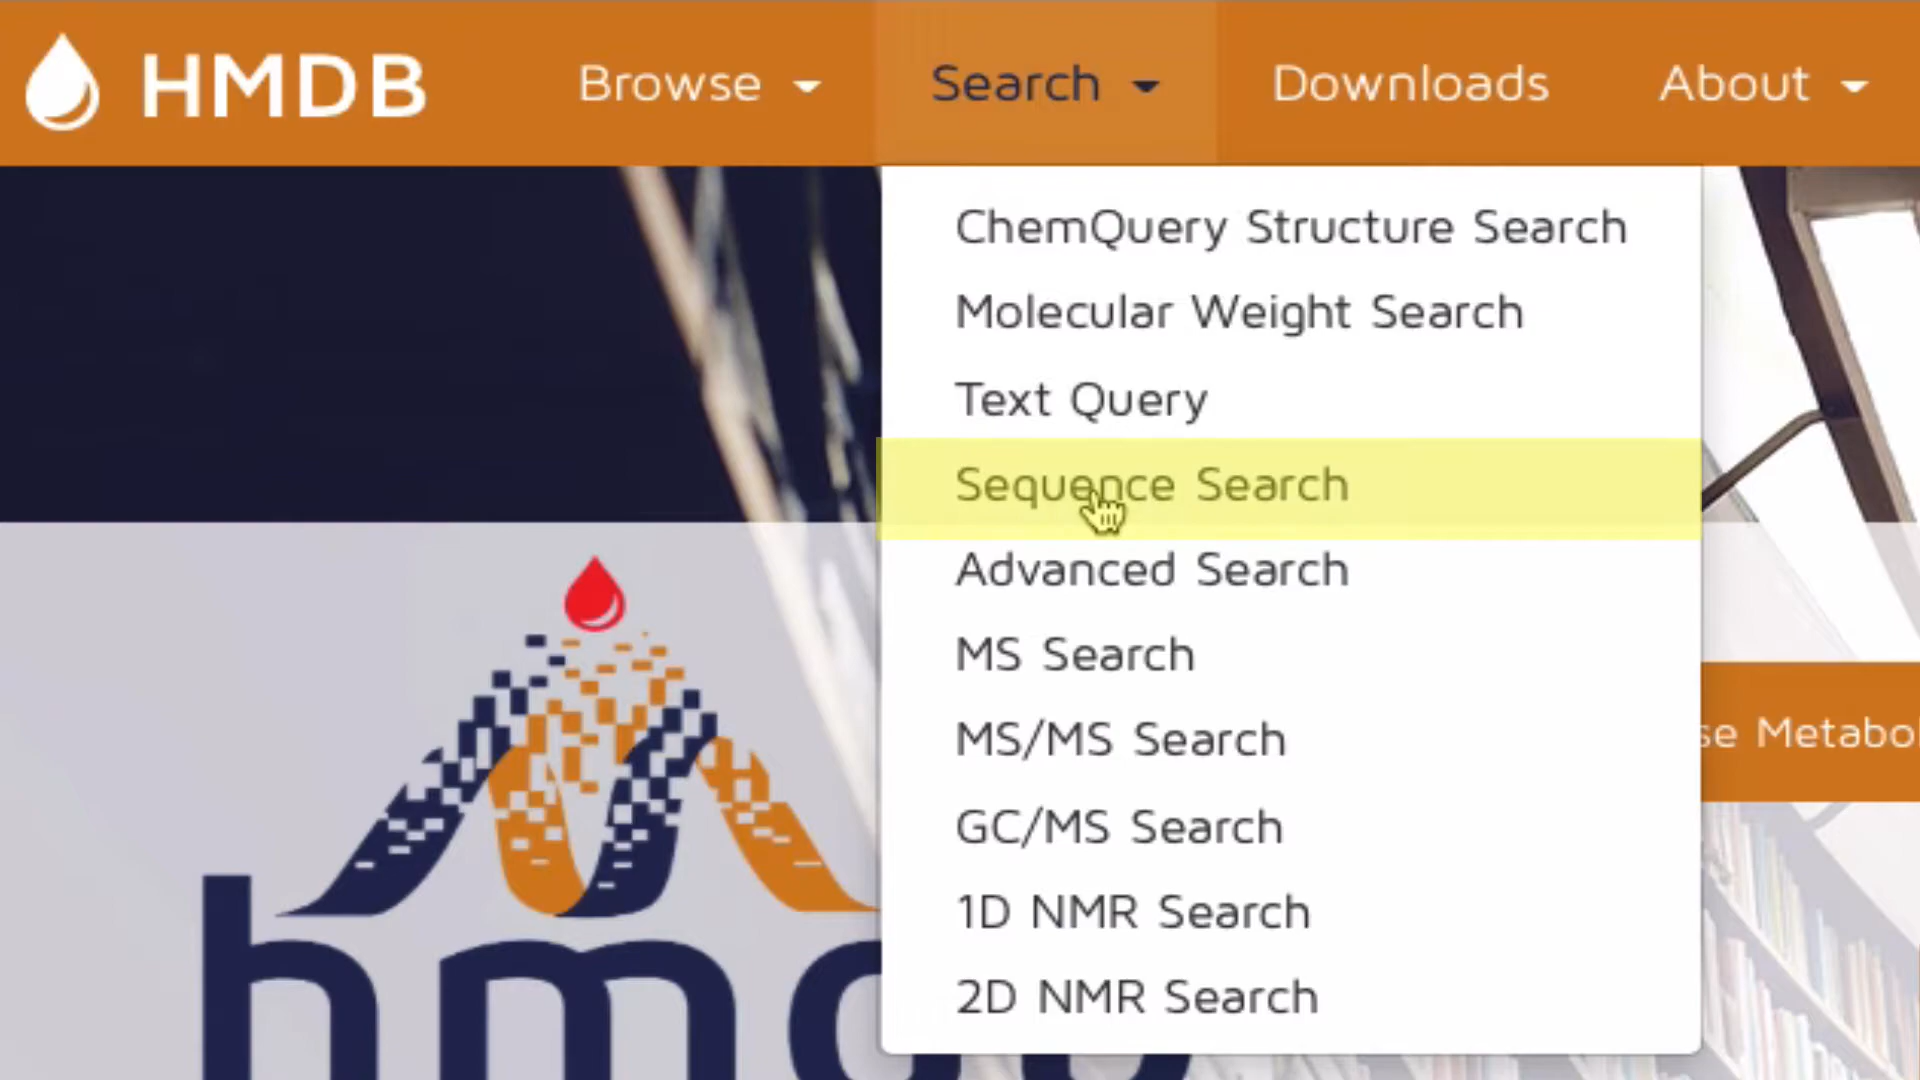 HMDB Browse Search Downloads About
ChemQuery Structure Search
Molecular Weight Search
Text Query
Sequence Search
Advanced Search
MS Search
MS/MS Search
GC/MS Search
1D NMR Search
2D NMR Search